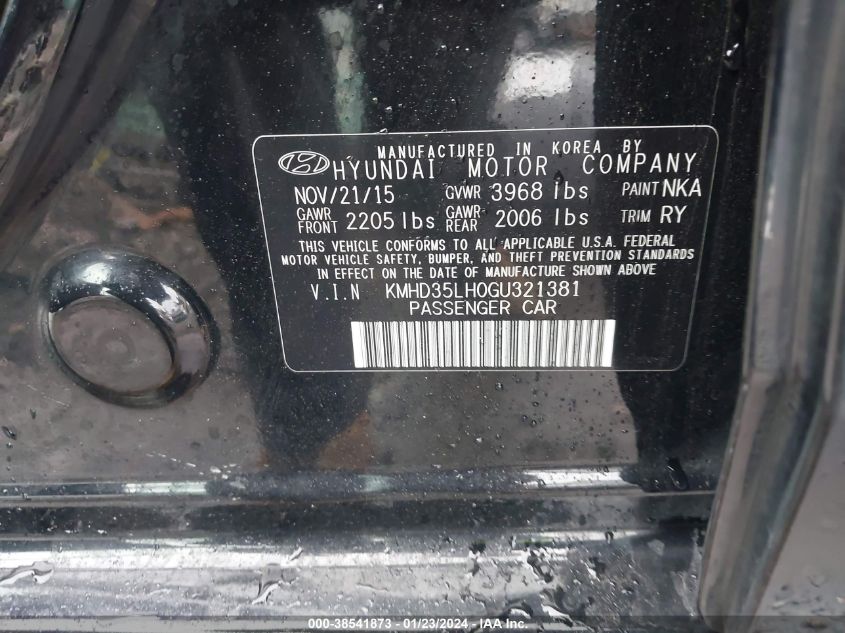 MANUFACTURED IN KOREA BY
HYUNDAI MOTOR COMPANY
NOV/21/15 GVWR 3968 lbs PAINT NKA
GAWR FRONT 2205 lbs GAWR REAR 2006 lbs TRIM RY
THIS VEHICLE CONFORMS TO ALL APPLICABLE U.S.A. FEDERAL
MOTOR VEHICLE SAFETY, BUMPER, AND THEFT PREVENTION STANDARDS
IN EFFECT ON THE DATE OF MANUFACTURE SHOWN ABOVE
V.I.N KMHD35LH0GU321381
PASSENGER CAR
000-38541873 - 01/23/2024 - IAA Inc.